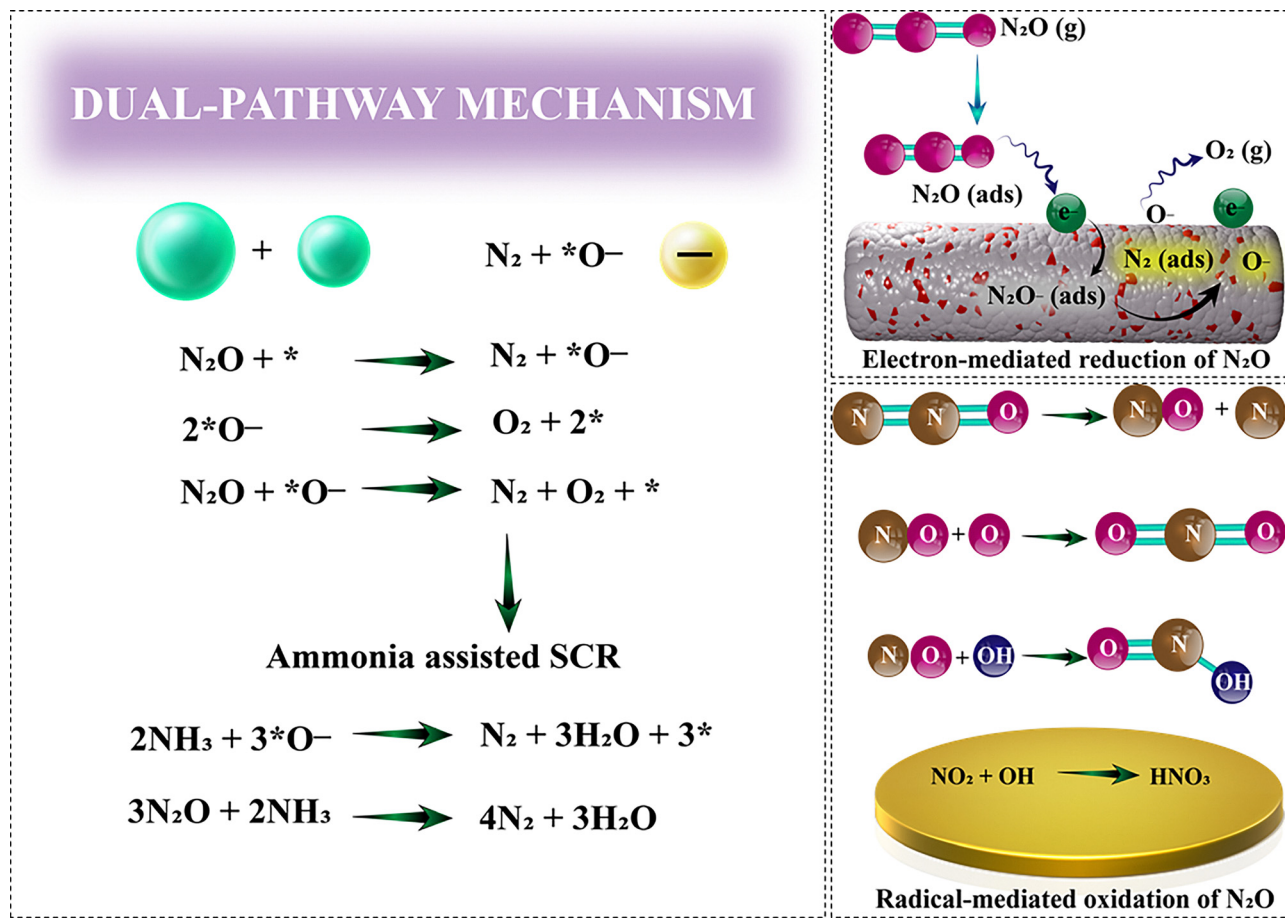 DUAL-PATHWAY MECHANISM
+ N₂ + *O– –
N₂O + * N₂ + *O–
2*O– O₂ + 2*
N₂O + *O– N₂ + O₂ + *
Ammonia assisted SCR
2NH₃ + 3*O– N₂ + 3H₂O + 3*
3N₂O + 2NH₃ 4N₂ + 3H₂O
N₂O (g)
O₂ (g)
N₂O (ads)
e– O– e–
N₂ (ads) O–
N₂O– (ads)
Electron-mediated reduction of N₂O
N N O N O + N
N O + O O N O
N O + OH O N OH
NO₂ + OH HNO₃
Radical-mediated oxidation of N₂O